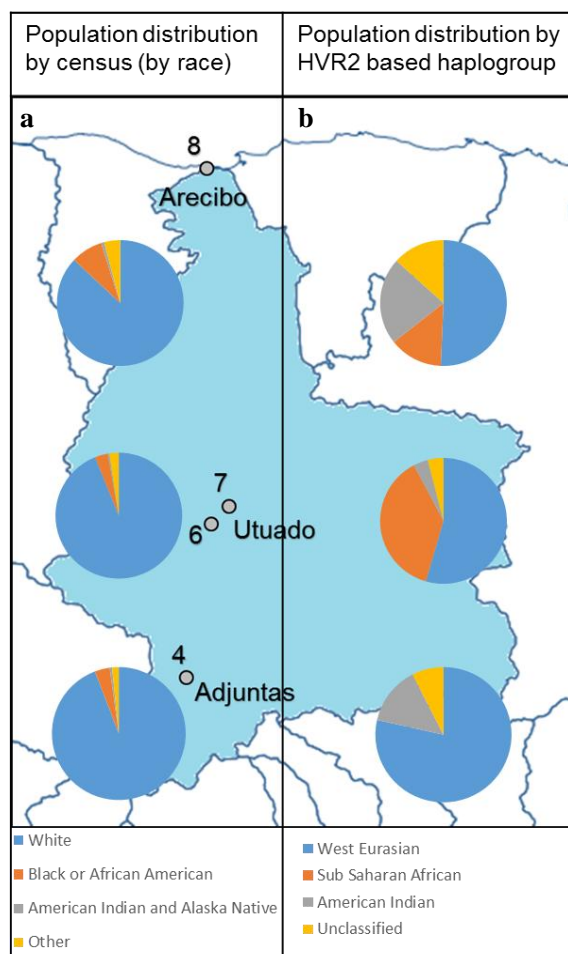 Population distribution
by census (by race)
Population distribution by
HVR2 based haplogroup
a
b
8
Arecibo
7
6
Utuado
4
Adjuntas
White
Black or African American
American Indian and Alaska Native
Other
West Eurasian
Sub Saharan African
American Indian
Unclassified